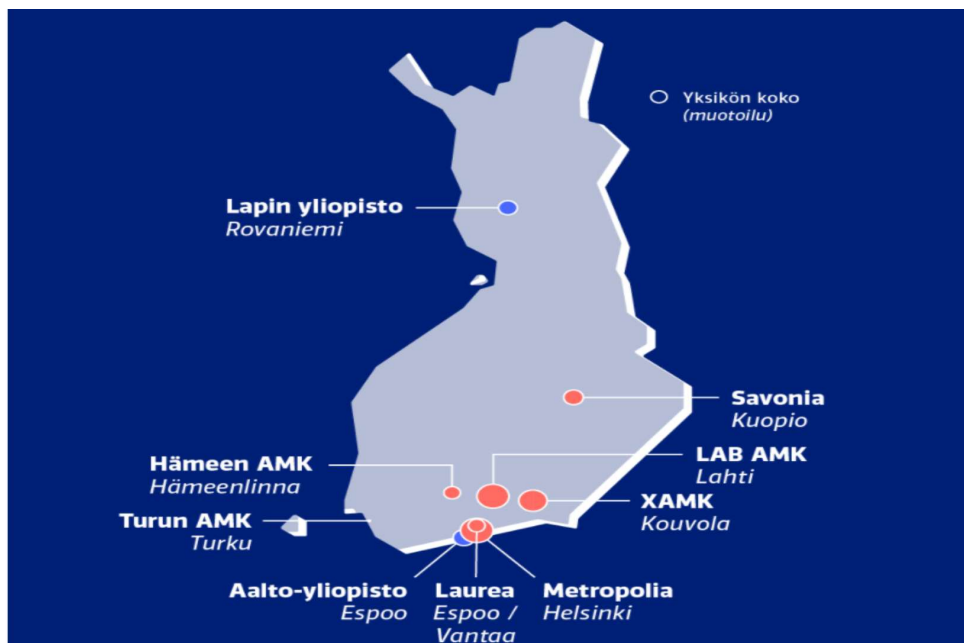 Yksikön koko
(muotoilu)
Lapin yliopisto
Rovaniemi
Savonia
Kuopio
Hämeen AMK
Hämeenlinna
LAB AMK
Lahti
XAMK
Kouvola
Turun AMK
Turku
Aalto-yliopisto
Espoo
Laurea
Espoo /
Vantaa
Metropolia
Helsinki